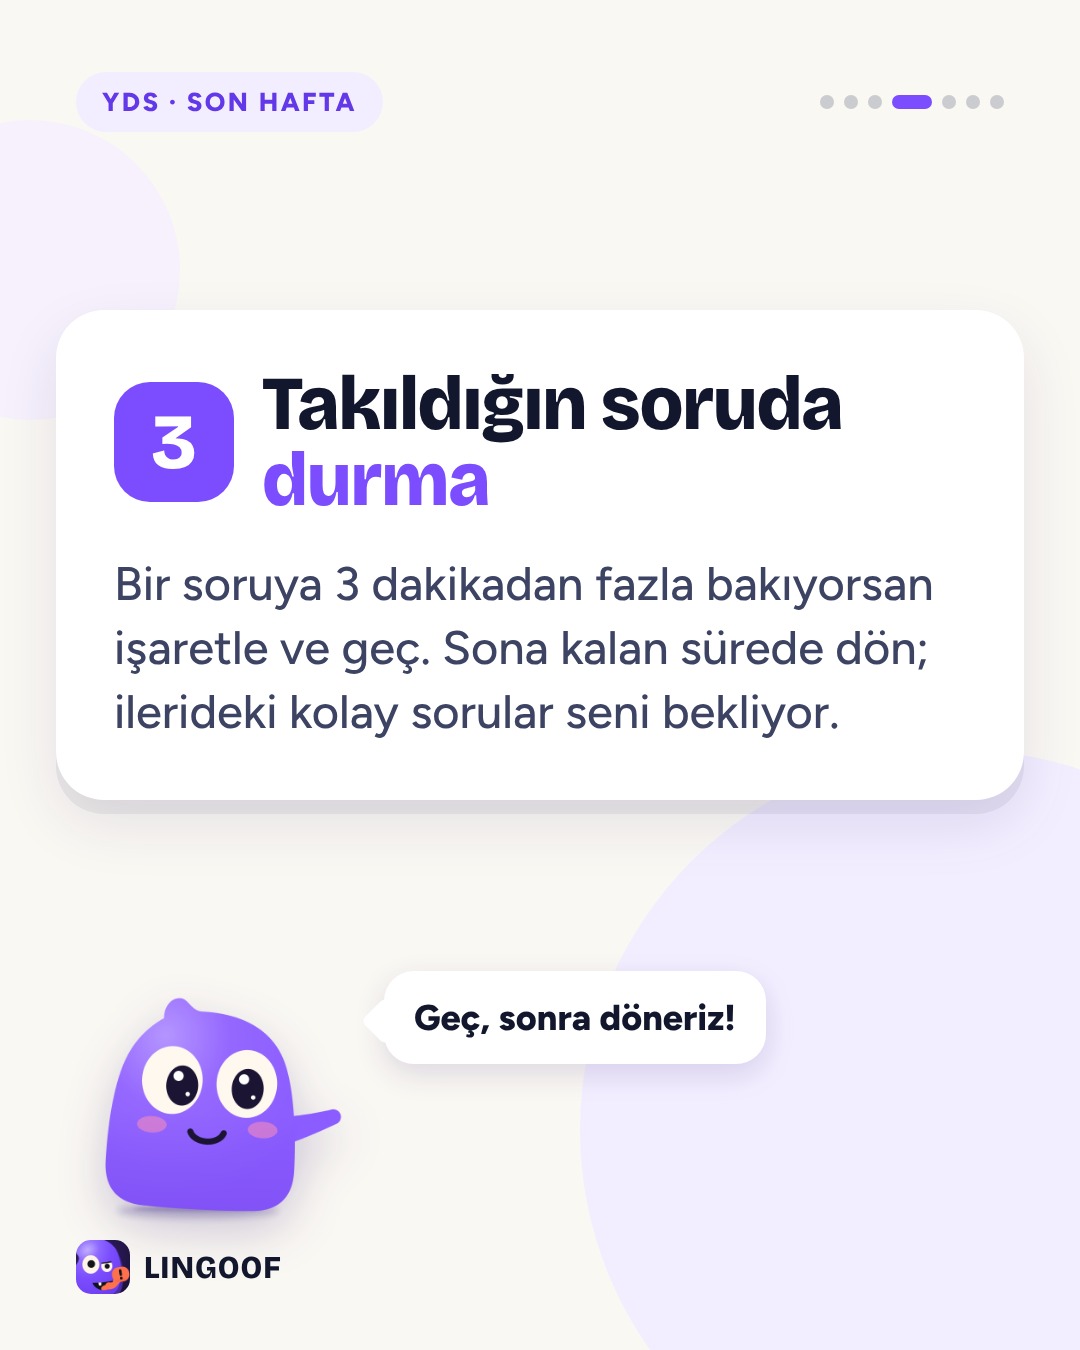 YDS · SON HAFTA
3
Takıldığın soruda
durma
Bir soruya 3 dakikadan fazla bakıyorsan
işaretle ve geç. Sona kalan sürede dön;
ilerideki kolay sorular seni bekliyor.
Geç, sonra döneriz!
LINGOOF